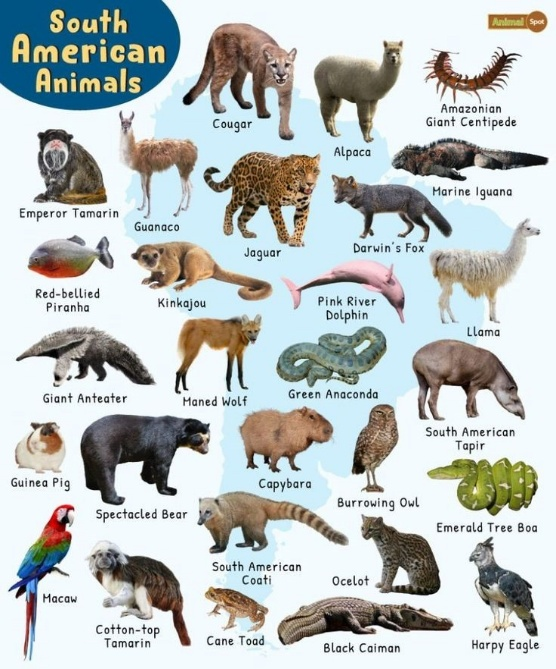 South
American
Animals
Animal Spot
Cougar
Alpaca
Amazonian
Giant Centipede
Emperor Tamarin
Guanaco
Jaguar
Darwin's Fox
Marine Iguana
Red-bellied
Piranha
Kinkajou
Pink River
Dolphin
Llama
Giant Anteater
Maned Wolf
Green Anaconda
South American
Tapir
Guinea Pig
Spectacled Bear
Capybara
Burrowing Owl
Emerald Tree Boa
Macaw
Cotton-top
Tamarin
South American
Coati
Cane Toad
Ocelot
Black Caiman
Harpy Eagle